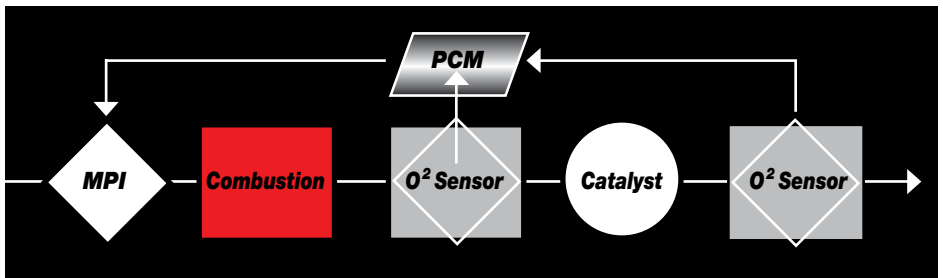 PCM
MPI
Combustion
O² Sensor
Catalyst
O² Sensor